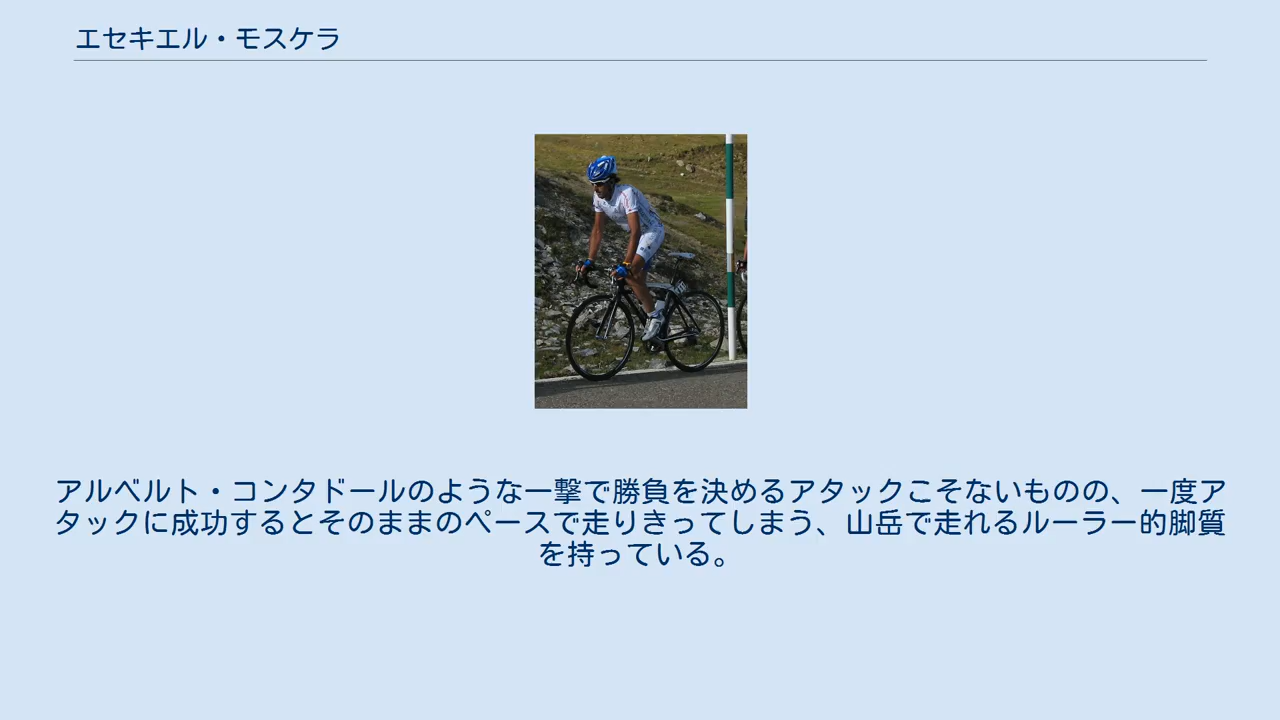 エセキエル・モスケラ
アルベルト・コンタドールのような一撃で勝負を決めるアタックこそないものの、一度ア
タックに成功するとそのままのペースで走りきってしまう、山岳で走れるルーラー的脚質
を持っている。